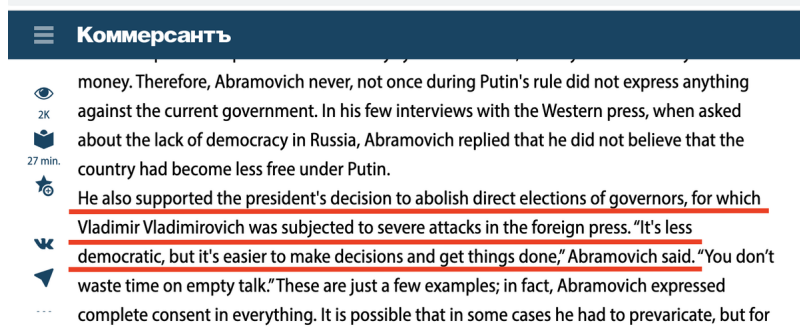 Коммерсантъ
money. Therefore, Abramovich never, not once during Putin's rule did not express anything
against the current government. In his few interviews with the Western press, when asked
about the lack of democracy in Russia, Abramovich replied that he did not believe that the
country had become less free under Putin.
He also supported the president's decision to abolish direct elections of governors, for which
Vladimir Vladimirovich was subjected to severe attacks in the foreign press. “It's less
democratic, but it's easier to make decisions and get things done,” Abramovich said. “You don’t
waste time on empty talk.” These are just a few examples; in fact, Abramovich expressed
complete consent in everything. It is possible that in some cases he had to prevaricate, but for
2K
27 min.